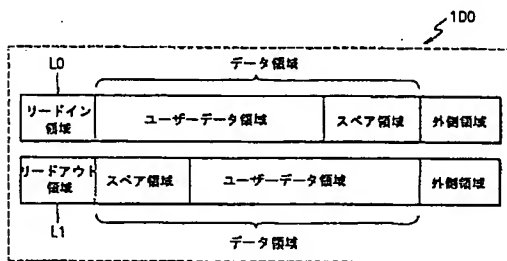 100
L0
データ領域
リードイン領域
ユーザーデータ領域
スペア領域
外側領域
リードアウト領域
スペア領域
ユーザーデータ領域
外側領域
L1
データ領域